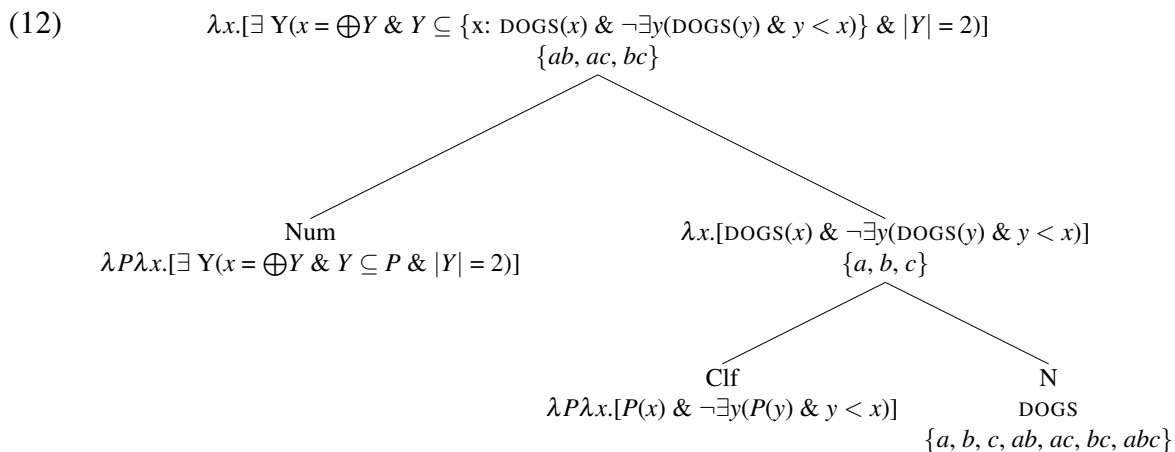 (12) λx.[∃ Y(x = ⨁Y & Y ⊆ {x: DOGS(x) & ¬∃y(DOGS(y) & y < x)} & |Y| = 2)]
{ab, ac, bc}
Num λx.[DOGS(x) & ¬∃y(DOGS(y) & y < x)]
λPλx.[∃ Y(x = ⨁Y & Y ⊆ P & |Y| = 2)] {a, b, c}
Clf N
λPλx.[P(x) & ¬∃y(P(y) & y < x)] DOGS
{a, b, c, ab, ac, bc, abc}